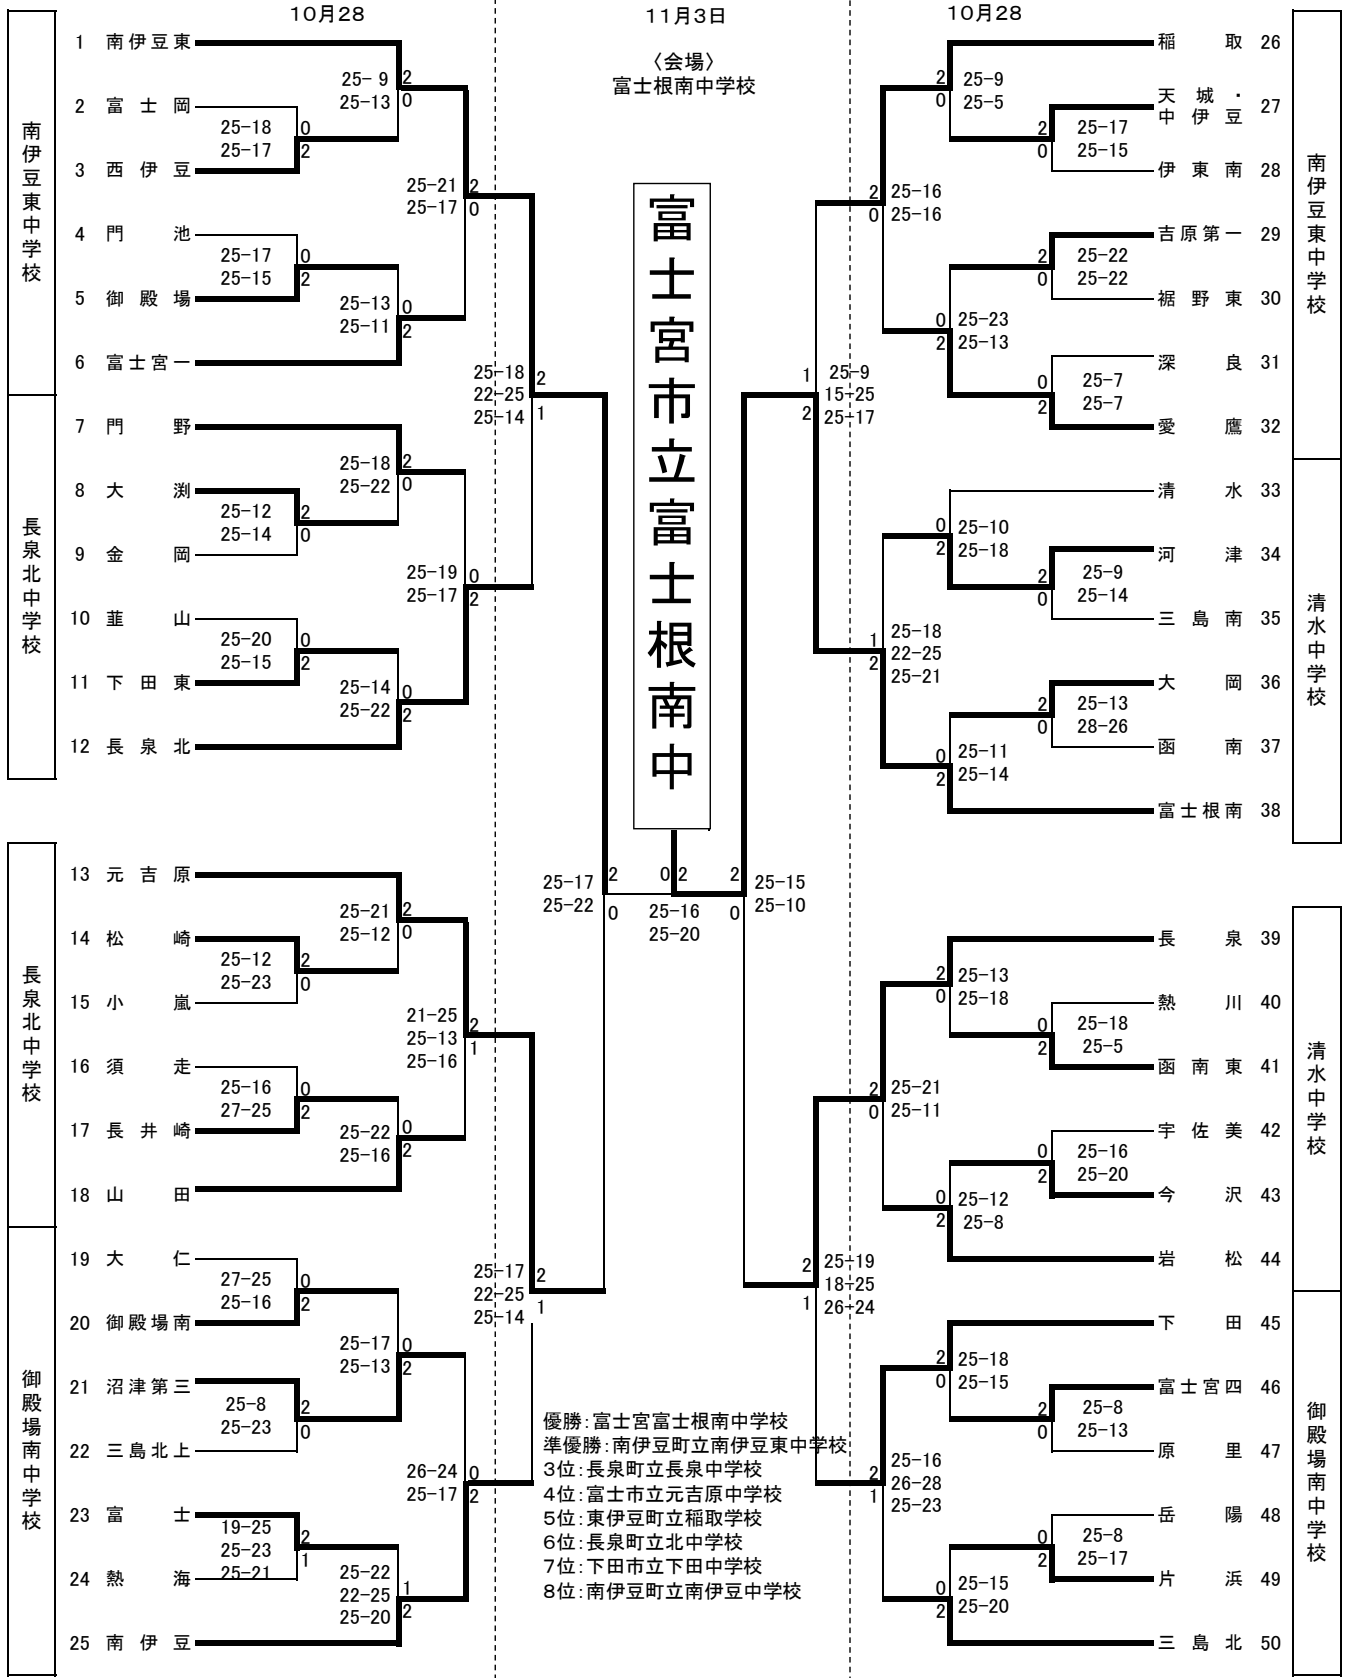 10月28
11月3日
10月28
〈会場〉
富士根南中学校
富士宮市立富士根南中
南伊豆東中学校
1 南伊豆東
25-9 2
25-13 0
2 富士岡
25-18 0
25-17 2
3 西伊豆
25-21 2
25-17 0
4 門池
25-17 0
25-15 2
5 御殿場
25-13 0
25-11 2
6 富士宮一
25-18 2
22-25
25-14 1
長泉北中学校
7 門野
25-18 2
25-22 0
8 大渕
25-12 2
25-14 0
9 金岡
25-19 0
25-17 2
10 韮山
25-20 0
25-15 2
11 下田東
25-14 0
25-22 2
12 長泉北
長泉北中学校
13 元吉原
25-21 2
25-12 0
14 松崎
25-12 2
25-23 0
15 小嵐
21-25 2
25-13
25-16 1
16 須走
25-16 0
27-25 2
17 長井崎
25-22 0
25-16 2
18 山田
御殿場南中学校
19 大仁
27-25 0
25-16 2
20 御殿場南
25-17 2
22-25
25-14 1
25-17 0
25-13 2
21 沼津第三
25-8 2
25-23 0
22 三島北上
26-24 0
25-17 2
23 富士
19-25 2
25-23
25-21 1
24 熱海
25-22 1
22-25
25-20 2
25 南伊豆
25-17 2
25-22 0
0 2
25-16
25-20
2 25-15
0 25-10
南伊豆東中学校
稲取 26
2 25-9
0 25-5
天城・
中伊豆 27
2 25-17
0 25-15
伊東南 28
2 25-16
0 25-16
吉原第一 29
2 25-22
0 25-22
裾野東 30
0 25-23
2 25-13
深良 31
0 25-7
2 25-7
愛鷹 32
1 25-9
15-25
2 25-17
清水中学校
清水 33
0 25-10
2 25-18
河津 34
2 25-9
0 25-14
三島南 35
1 25-18
22-25
2 25-21
大岡 36
2 25-13
0 28-26
函南 37
0 25-11
2 25-14
富士根南 38
清水中学校
長泉 39
2 25-13
0 25-18
熱川 40
0 25-18
2 25-5
函南東 41
2 25-21
0 25-11
宇佐美 42
0 25-16
2 25-20
今沢 43
0 25-12
2 25-8
岩松 44
2 25-19
18-25
1 26-24
御殿場南中学校
下田 45
2 25-18
0 25-15
富士宮四 46
2 25-8
0 25-13
原里 47
2 25-16
26-28
1 25-23
岳陽 48
0 25-8
2 25-17
片浜 49
0 25-15
2 25-20
三島北 50
優勝:富士宮富士根南中学校
準優勝:南伊豆町立南伊豆東中学校
3位:長泉町立長泉中学校
4位:富士市立元吉原中学校
5位:東伊豆町立稲取学校
6位:長泉町立北中学校
7位:下田市立下田中学校
8位:南伊豆町立南伊豆中学校